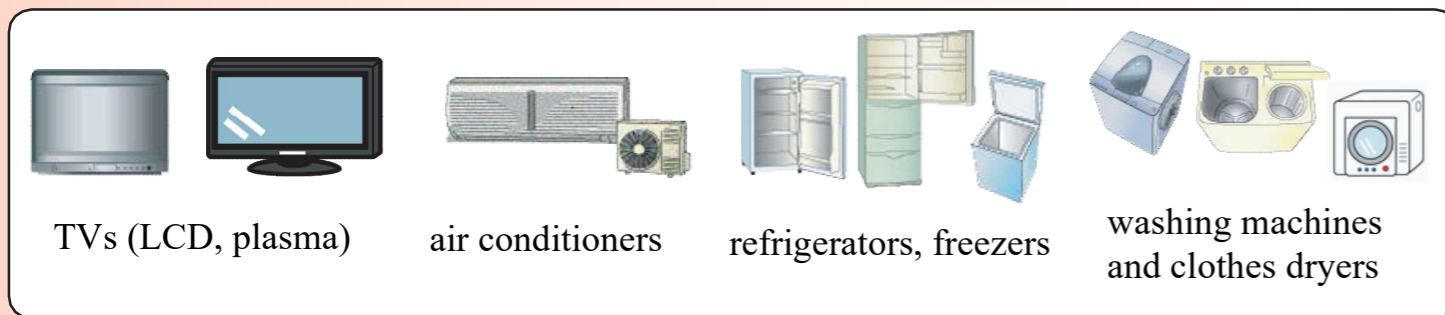 TVs (LCD, plasma)
air conditioners
refrigerators, freezers
washing machines
and clothes dryers